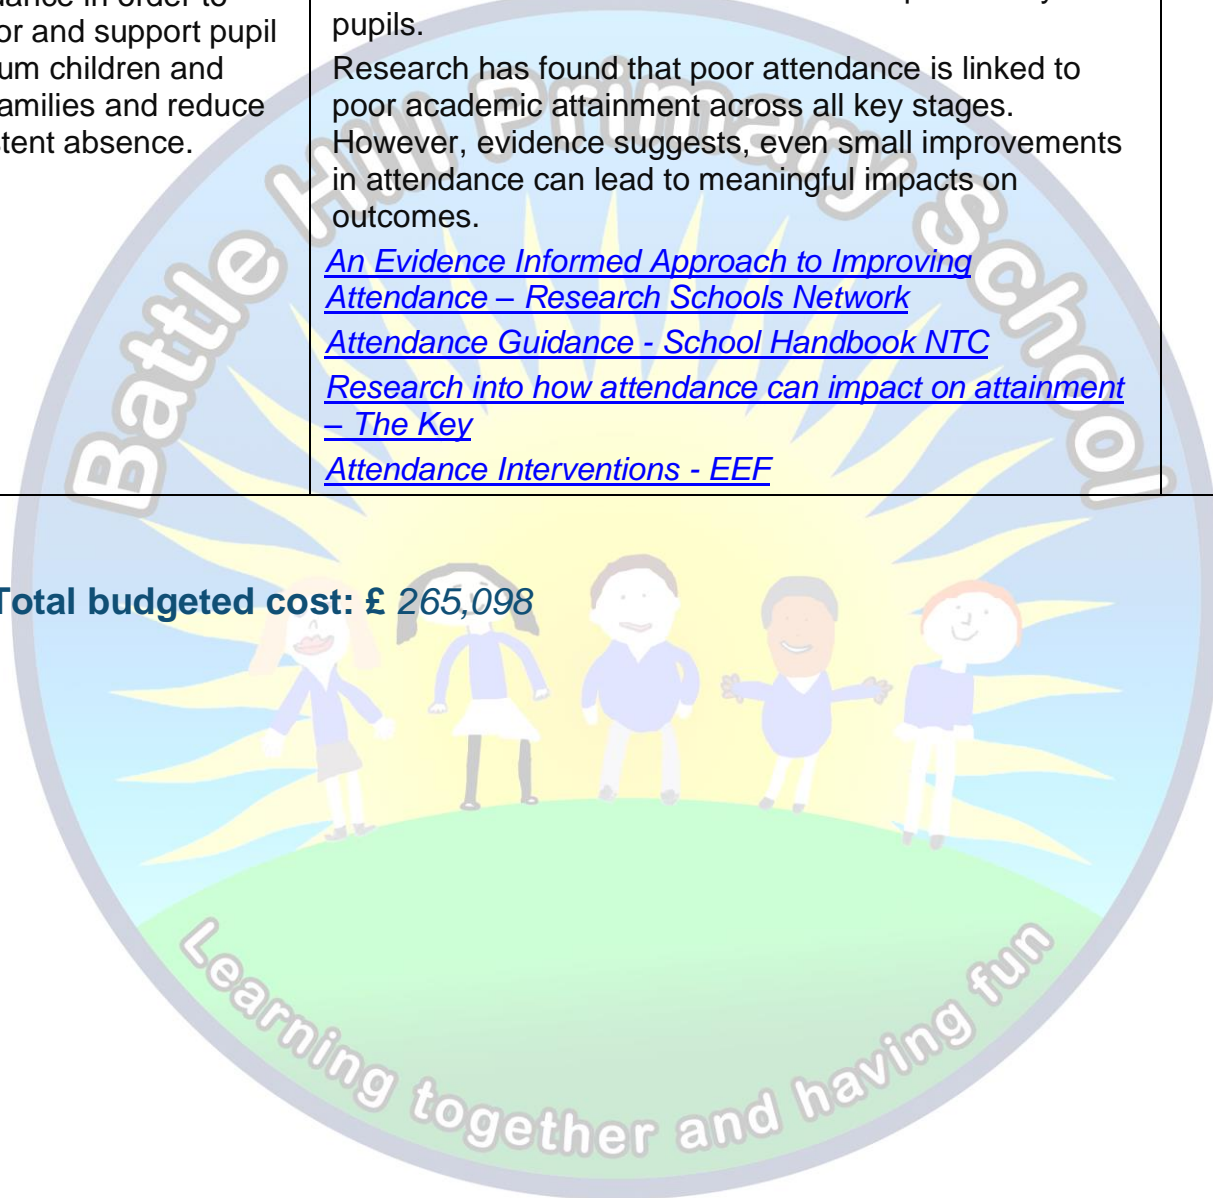 dance in order to
or and support pupil
um children and
amilies and reduce
stent absence.
pupils.
Research has found that poor attendance is linked to
poor academic attainment across all key stages.
However, evidence suggests, even small improvements
in attendance can lead to meaningful impacts on
outcomes.
An Evidence Informed Approach to Improving
Attendance – Research Schools Network
Attendance Guidance - School Handbook NTC
Research into how attendance can impact on attainment
– The Key
Attendance Interventions - EEF
Total budgeted cost: £ 265,098
Battle Hill Primary School
Learning together and having fun